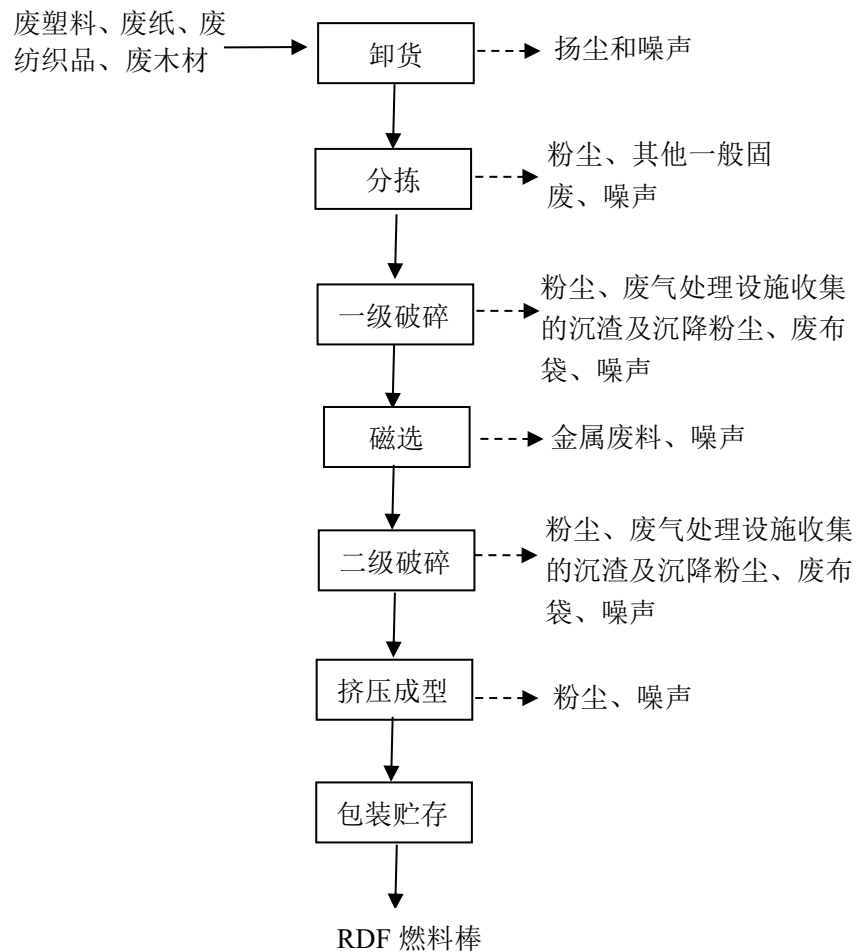 废塑料、废纸、废
纺织品、废木材
卸货
扬尘和噪声
分拣
粉尘、其他一般固
废、噪声
一级破碎
粉尘、废气处理设施收集
的沉渣及沉降粉尘、废布
袋、噪声
磁选
金属废料、噪声
二级破碎
粉尘、废气处理设施收集
的沉渣及沉降粉尘、废布
袋、噪声
挤压成型
粉尘、噪声
包装贮存
RDF 燃料棒